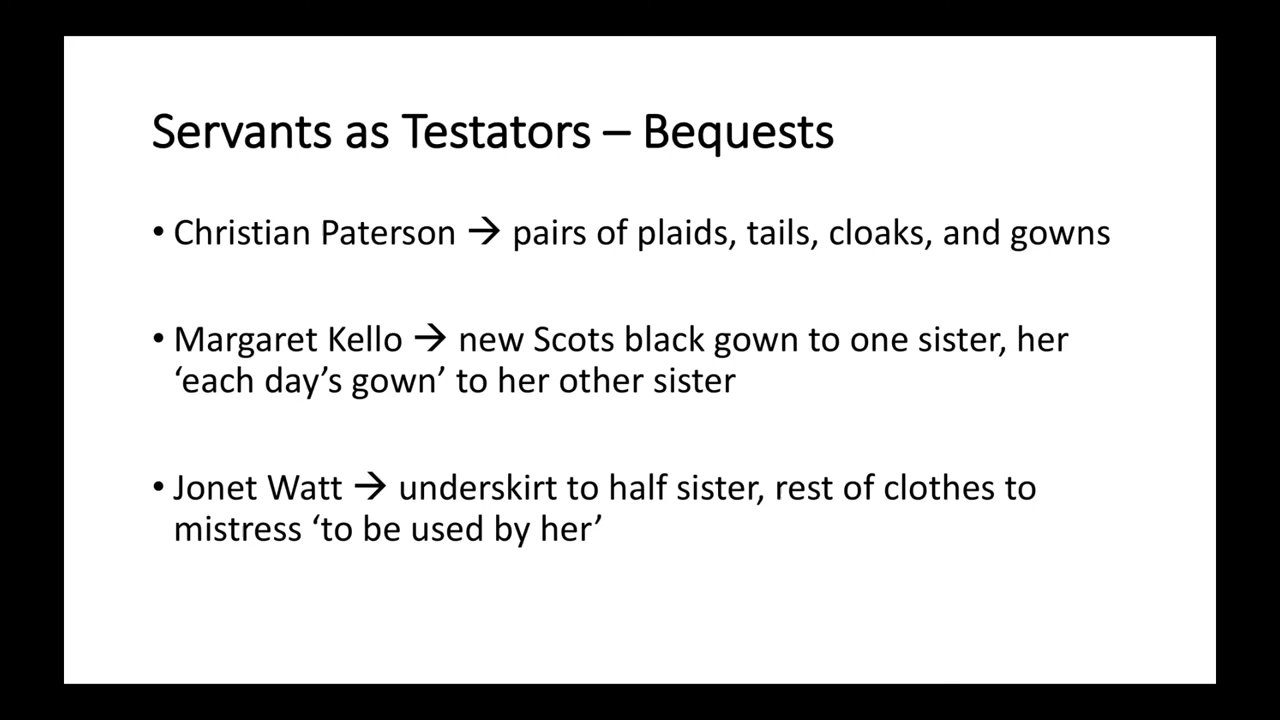 Servants as Testators – Bequests
• Christian Paterson → pairs of plaids, tails, cloaks, and gowns
• Margaret Kello → new Scots black gown to one sister, her
‘each day’s gown’ to her other sister
• Jonet Watt → underskirt to half sister, rest of clothes to
mistress ‘to be used by her’